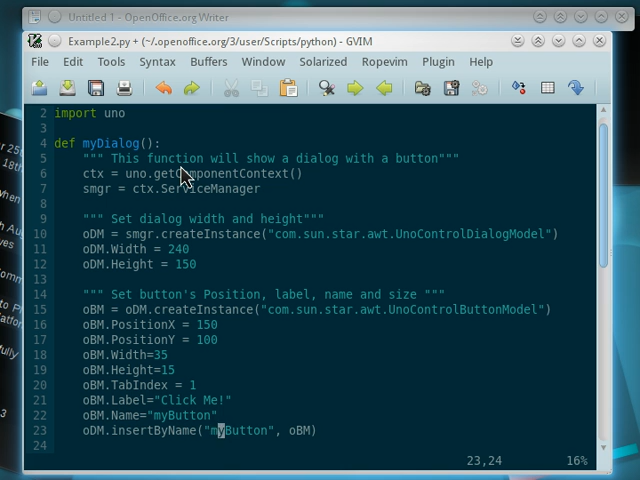 Untitled 1 - OpenOffice.org Writer
Example2.py + (~/.openoffice.org/3/user/Scripts/python) - GVIM
File Edit Tools Syntax Buffers Window Solarized Ropevim Plugin Help
2 import uno
3
4 def myDialog():
5 """ This function will show a dialog with a button"""
6 ctx = uno.getComponentContext()
7 smgr = ctx.ServiceManager
8
9 """ Set dialog width and height"""
10 oDM = smgr.createInstance("com.sun.star.awt.UnoControlDialogModel")
11 oDM.Width = 240
12 oDM.Height = 150
13
14 """ Set button's Position, label, name and size """
15 oBM = oDM.createInstance("com.sun.star.awt.UnoControlButtonModel")
16 oBM.PositionX = 150
17 oBM.PositionY = 100
18 oBM.Width=35
19 oBM.Height=15
20 oBM.TabIndex = 1
21 oBM.Label="Click Me!"
22 oBM.Name="myButton"
23 oDM.insertByName("myButton", oBM)
24
23,24 16%